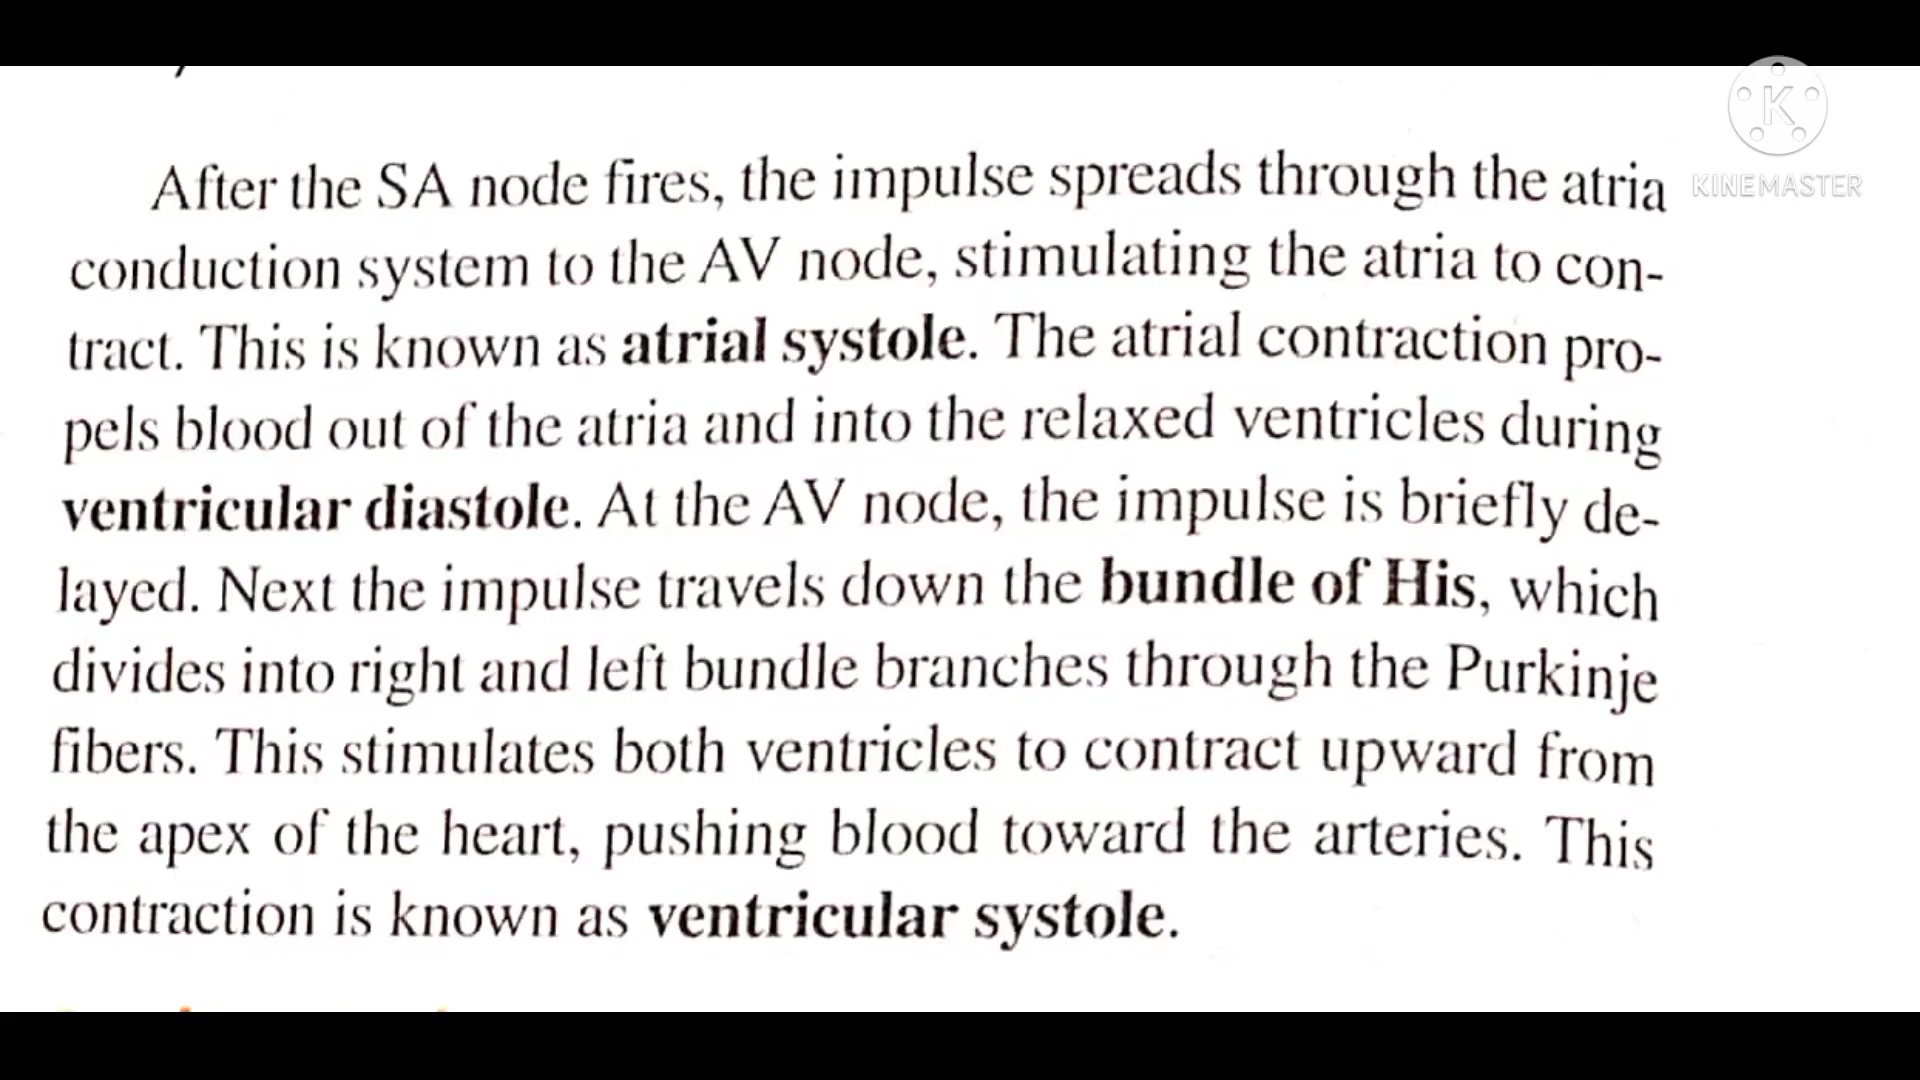 After the SA node fires, the impulse spreads through the atria
conduction system to the AV node, stimulating the atria to con-
tract. This is known as atrial systole. The atrial contraction pro-
pels blood out of the atria and into the relaxed ventricles during
ventricular diastole. At the AV node, the impulse is briefly de-
layed. Next the impulse travels down the bundle of His, which
divides into right and left bundle branches through the Purkinje
fibers. This stimulates both ventricles to contract upward from
the apex of the heart, pushing blood toward the arteries. This
contraction is known as ventricular systole.
K
KINEMASTER